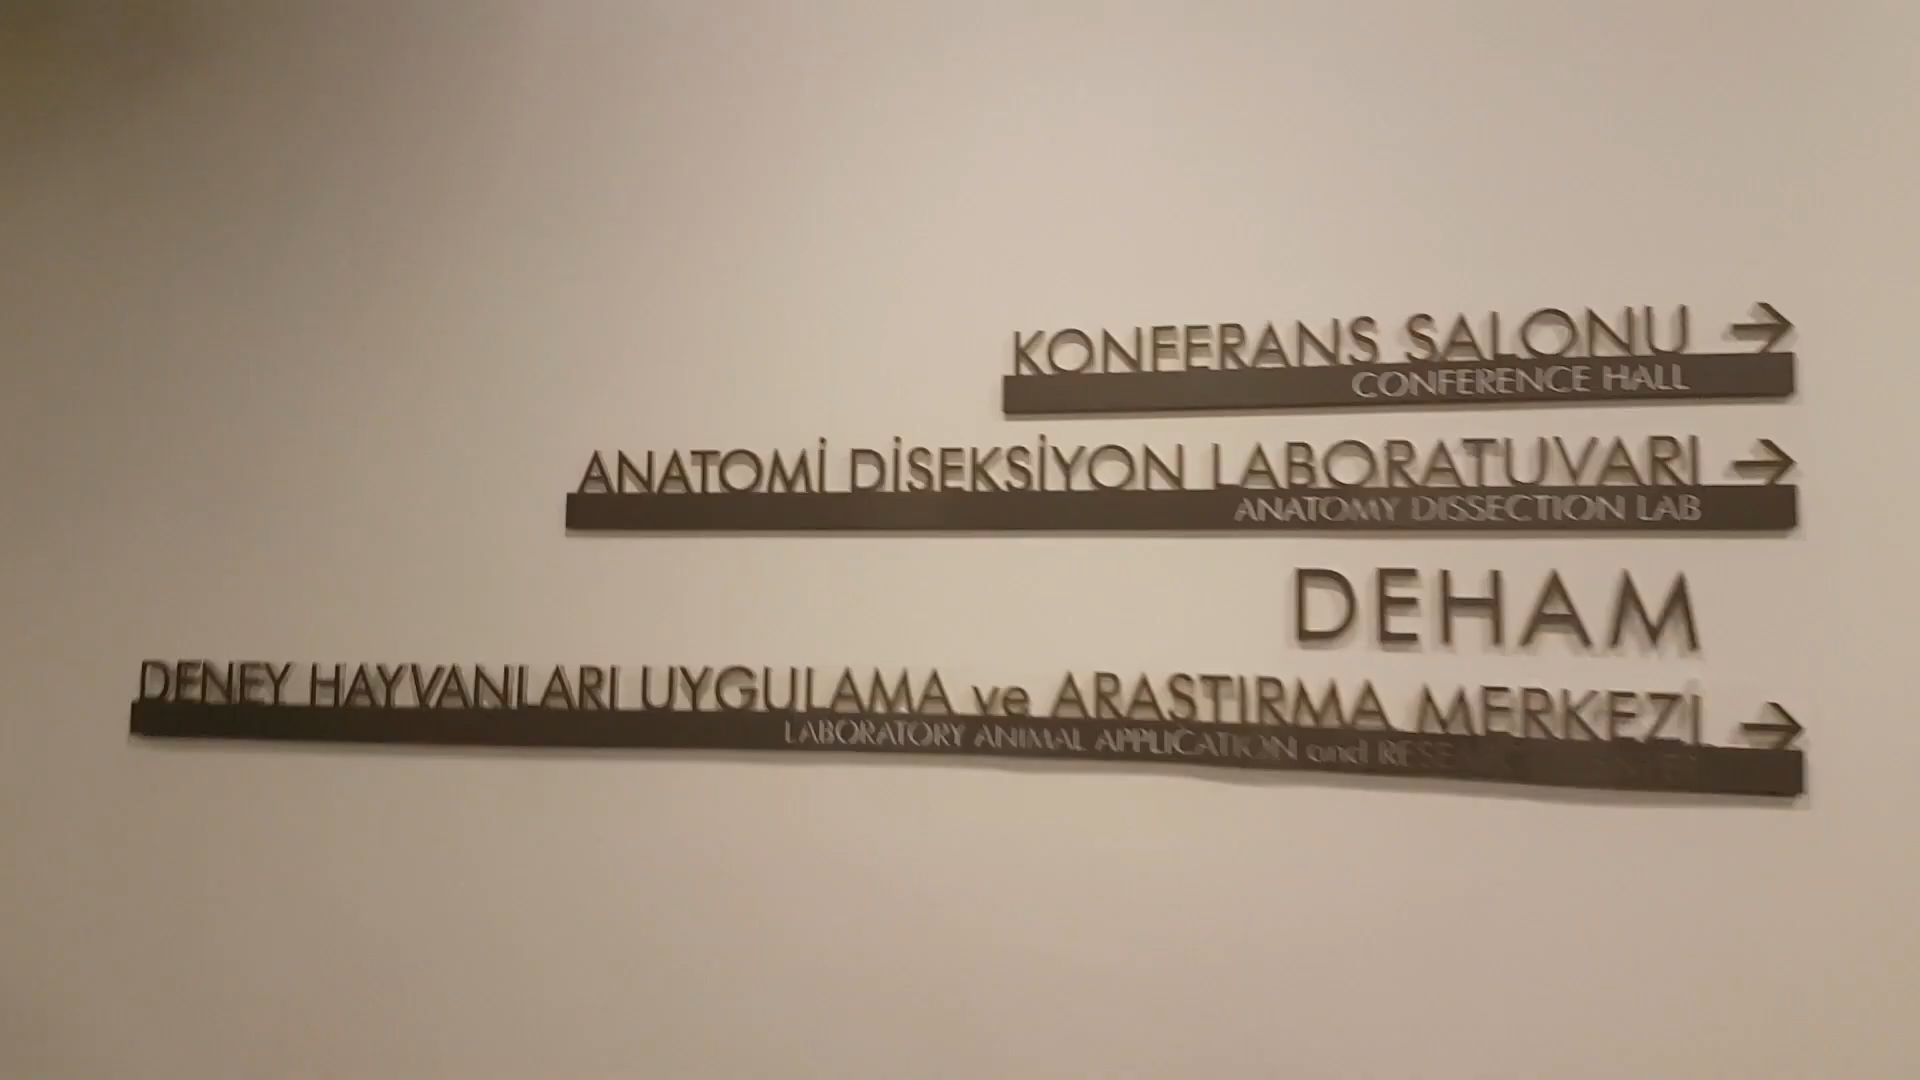 KONFERANS SALONU →
CONFERENCE HALL
ANATOMİ DİSEKSİYON LABORATUVARI →
ANATOMY DISSECTION LAB
DEHAM
DENEY HAYVANLARI UYGULAMA ve ARASTIRMA MERKEZİ →
LABORATORY ANIMAL APPLICATION and